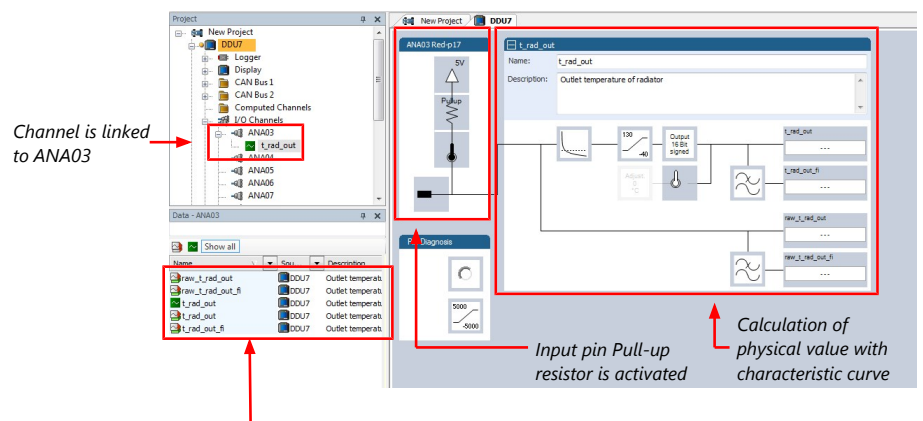 Project
New Project
DDU7
Logger
Display
CAN Bus 1
CAN Bus 2
Computed Channels
I/O Channels
ANA03
t_rad_out
ANA04
ANA05
ANA06
ANA07
Channel is linked
to ANA03
Data - ANA03
Show all
Name Sou Description
raw_t_rad_out DDU7 Outlet temperatu
raw_t_rad_out_fi DDU7 Outlet temperatu
t_rad_out DDU7 Outlet temperatu
t_rad_out DDU7 Outlet temperatu
t_rad_out_fi DDU7 Outlet temperatu
New Project DDU7
ANA03 Red-p17
5V
Pullup
Diagnosis
5000
-5000
t_rad_out
Name: t_rad_out
Description: Outlet temperature of radiator
130
-40
Output
16 Bit
signed
Adjust
°C
t_rad_out
---
t_rad_out_fi
---
raw_t_rad_out
---
raw_t_rad_out_fi
---
Input pin Pull-up
resistor is activated
Calculation of
physical value with
characteristic curve